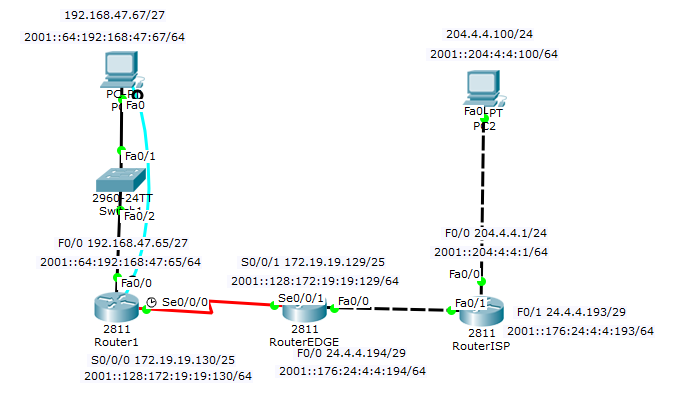 192.168.47.67/27
2001::64:192:168:47:67/64
204.4.4.100/24
2001::204:4:4:100/64
Fa0
Fa0
PC2
Fa0/1
2960-24TT
Fa0/2
F0/0 192.168.47.65/27
2001::64:192:168:47:65/64
F0/0 204.4.4.1/24
2001::204:4:4:1/64
S0/0/1 172.19.19.129/25
2001::128:172:19:19:129/64
Fa0/0
Fa0/0
Se0/0/0
Se0/0/1
Fa0/0
Fa0/1
F0/1 24.4.4.193/29
2001::176:24:4:4:193/64
2811
Router1
2811
RouterEDGE
2811
RouterISP
S0/0/0 172.19.19.130/25
2001::128:172:19:19:130/64
F0/0 24.4.4.194/29
2001::176:24:4:4:194/64